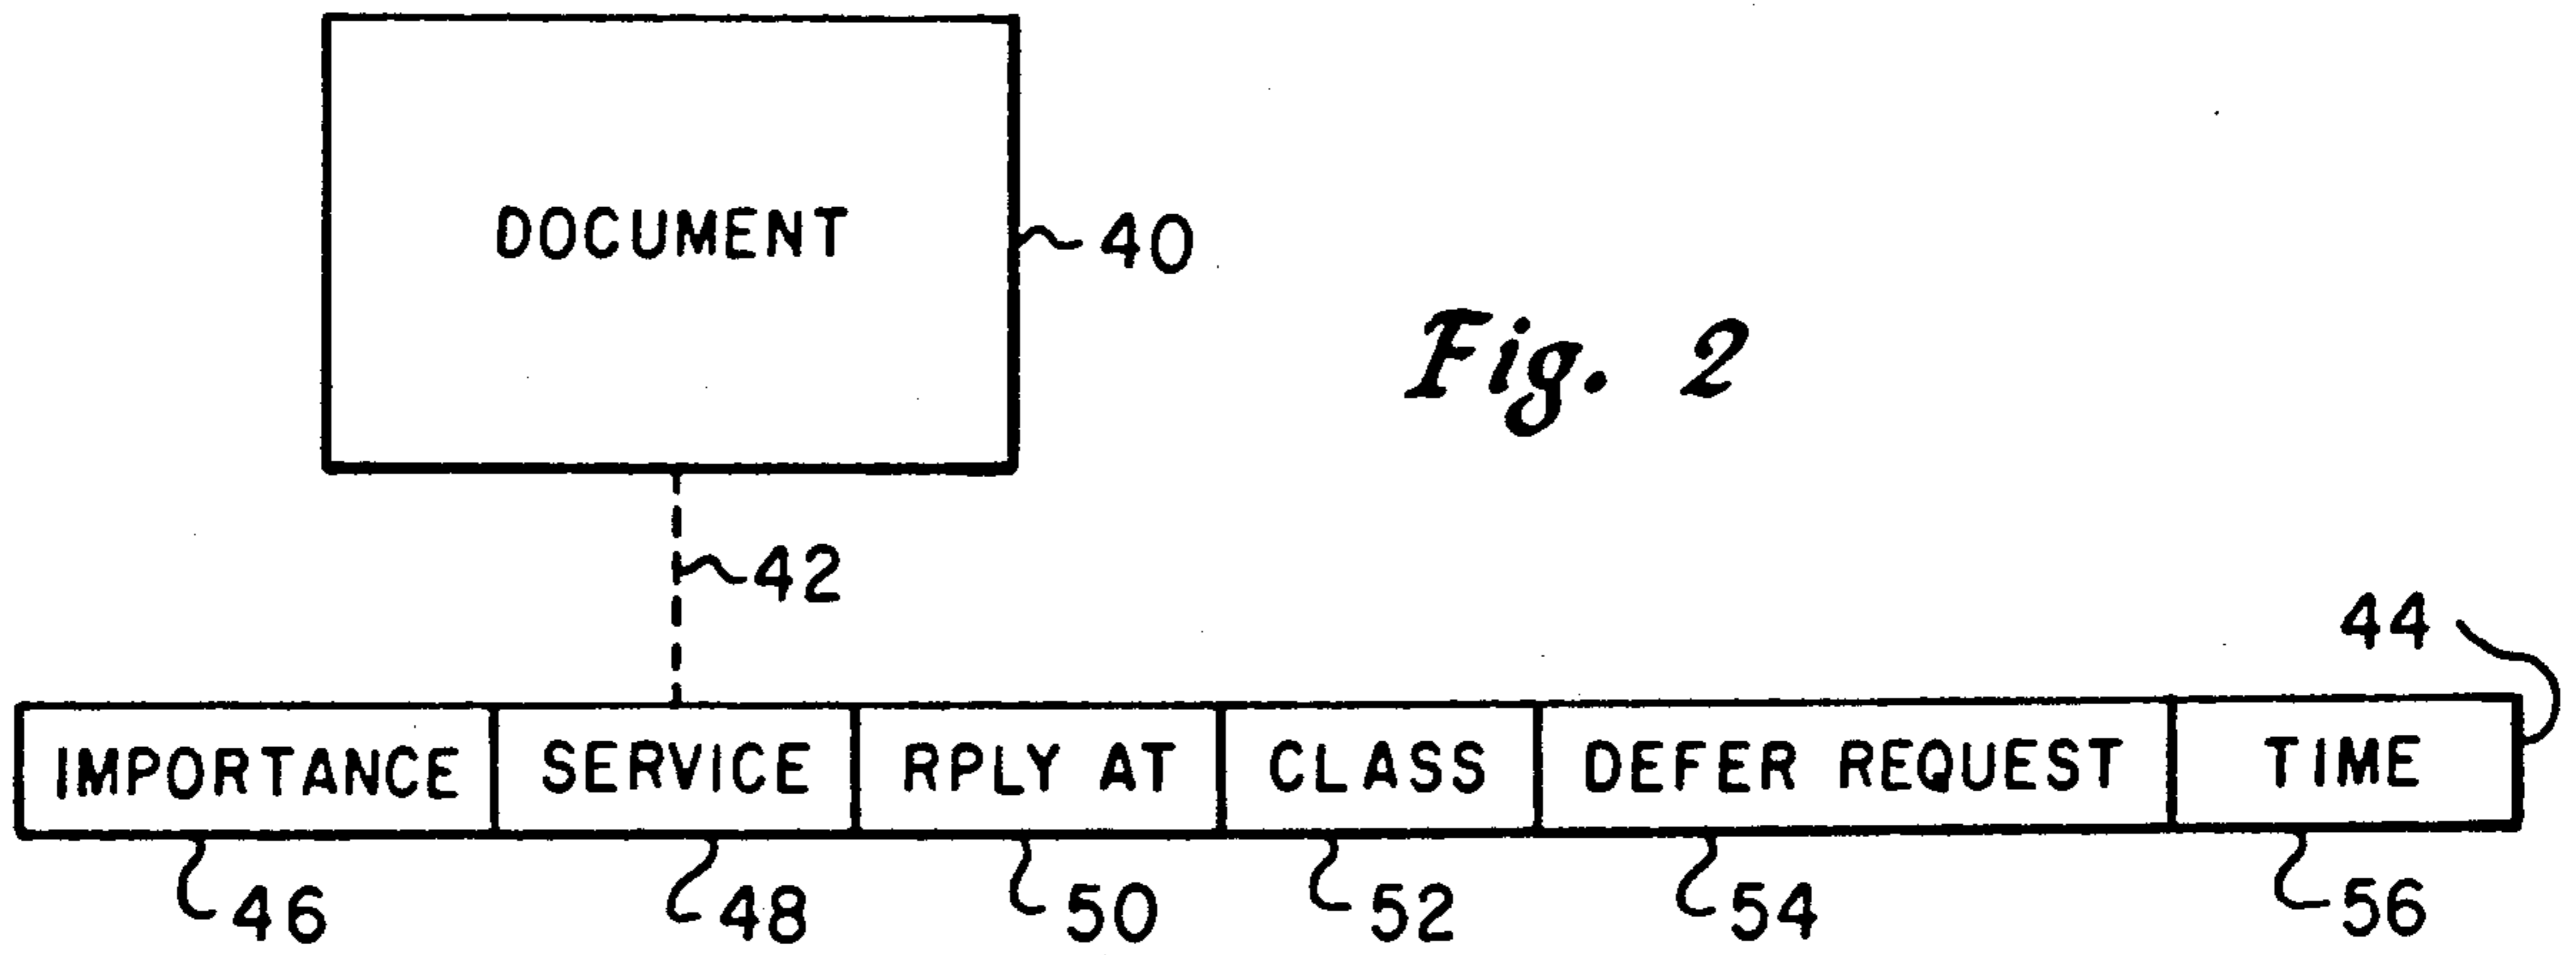 DOCUMENT
40
Fig. 2
42
44
IMPORTANCE SERVICE RPLY AT CLASS DEFER REQUEST TIME
46 48 50 52 54 56